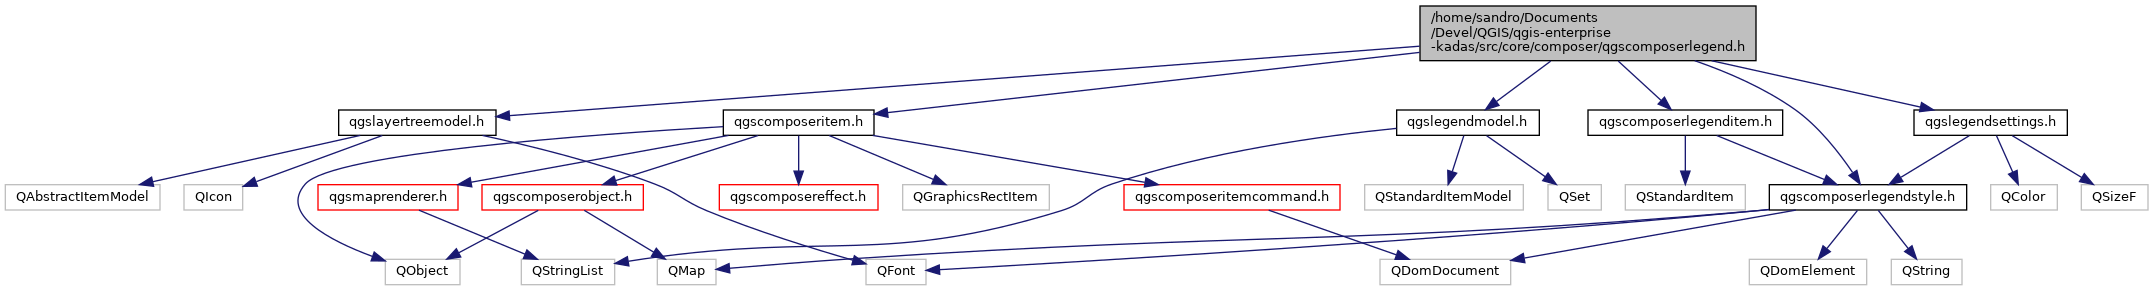 /home/sandro/Documents
/Devel/QGIS/qgis-enterprise
-kadas/src/core/composer/qgscomposerlegend.h
qgslayertreemodel.h
qgscomposeritem.h
qgslegendmodel.h
qgscomposerlegenditem.h
qgslegendsettings.h
QAbstractItemModel
QIcon
qgsmaprenderer.h
qgscomposerobject.h
qgscomposereffect.h
QGraphicsRectItem
qgscomposeritemcommand.h
QStandardItemModel
QSet
QStandardItem
qgscomposerlegendstyle.h
QColor
QSizeF
QObject
QStringList
QMap
QFont
QDomDocument
QDomElement
QString